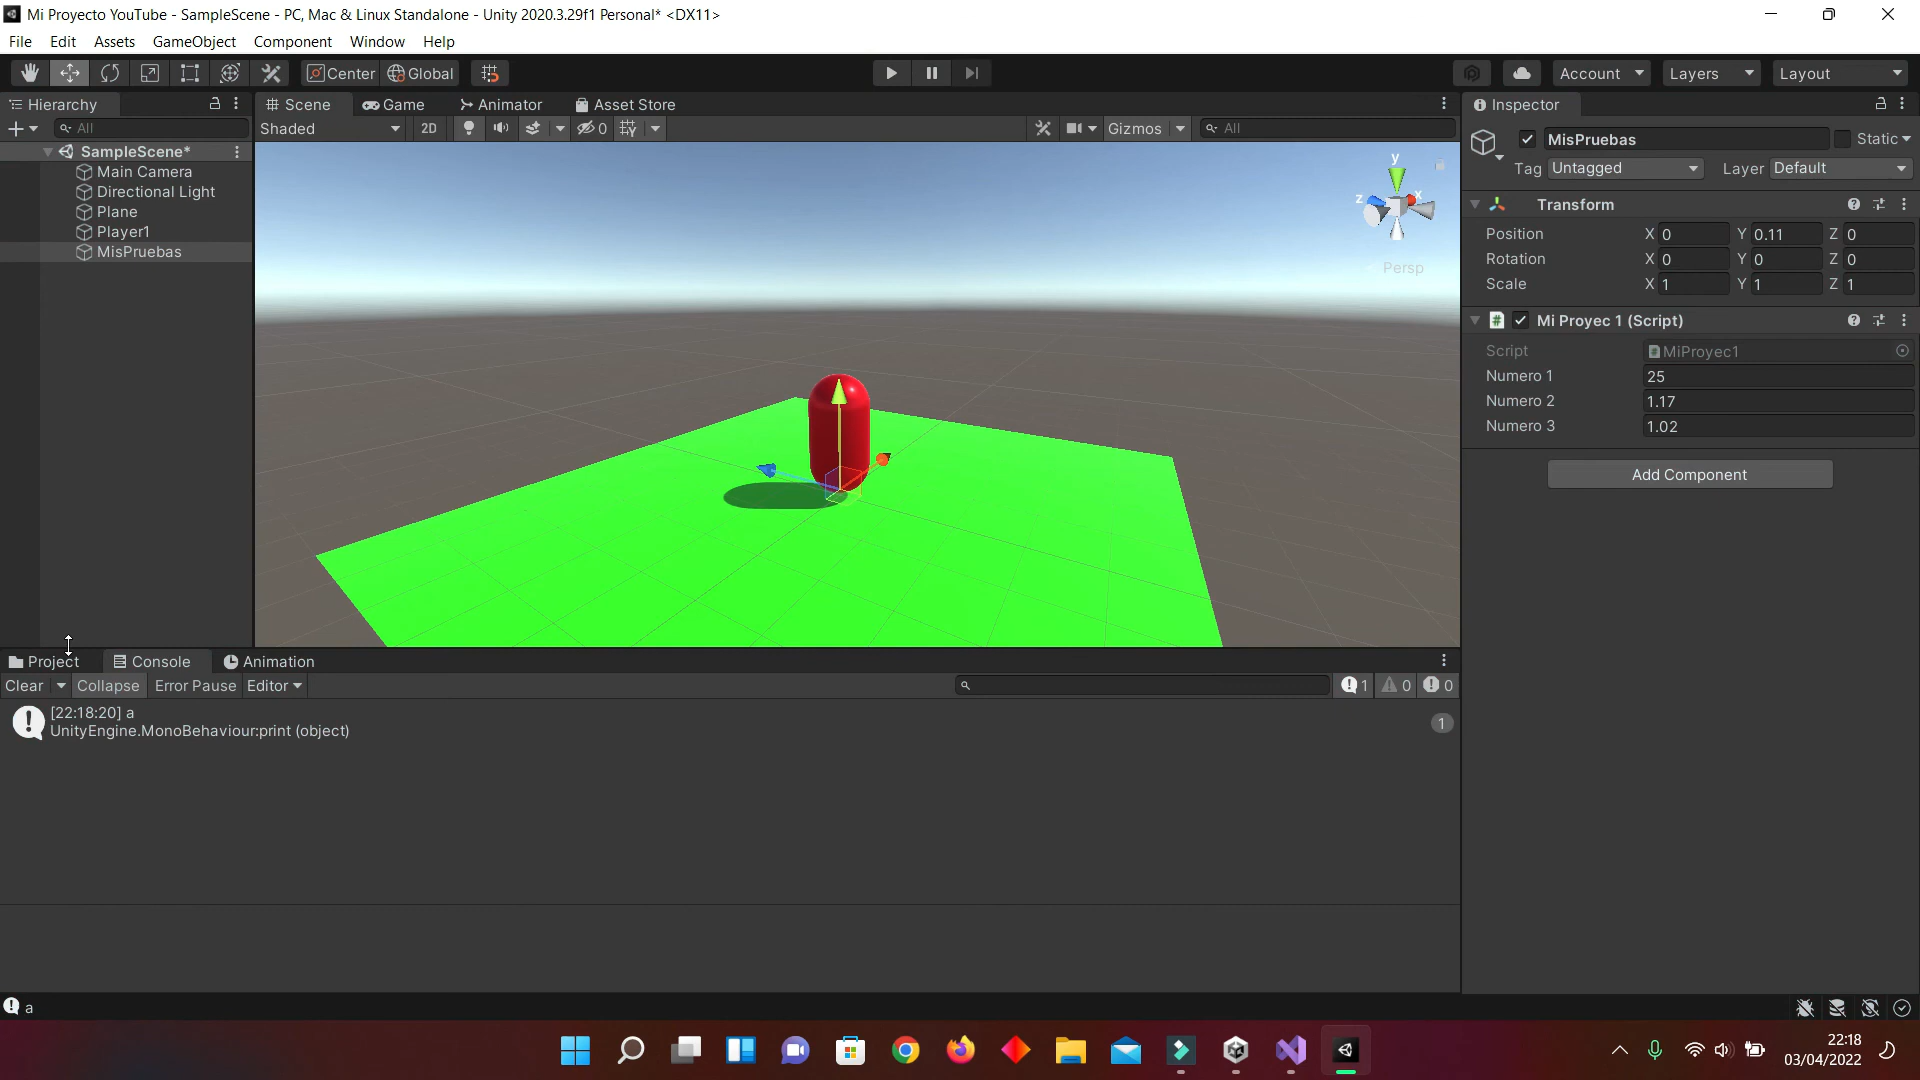 Mi Proyecto YouTube - SampleScene - PC, Mac & Linux Standalone - Unity 2020.3.29f1 Personal* <DX11>
File Edit Assets GameObject Component Window Help
Center Global Account Layers Layout
Hierarchy
All
SampleScene*
Main Camera
Directional Light
Plane
Player1
MisPruebas
Scene Game Animator Asset Store
Shaded 2D 0 Gizmos All
y
z x
Persp
Inspector
MisPruebas Static
Tag Untagged Layer Default
Transform
Position X 0 Y 0.11 Z 0
Rotation X 0 Y 0 Z 0
Scale X 1 Y 1 Z 1
# Mi Proyec 1 (Script)
Script MiProyec1
Numero 1 25
Numero 2 1.17
Numero 3 1.02
Add Component
Project Console Animation
Clear Collapse Error Pause Editor 1 0 0
[22:18:20] a
UnityEngine.MonoBehaviour:print (object) 1
a
22:18
03/04/2022